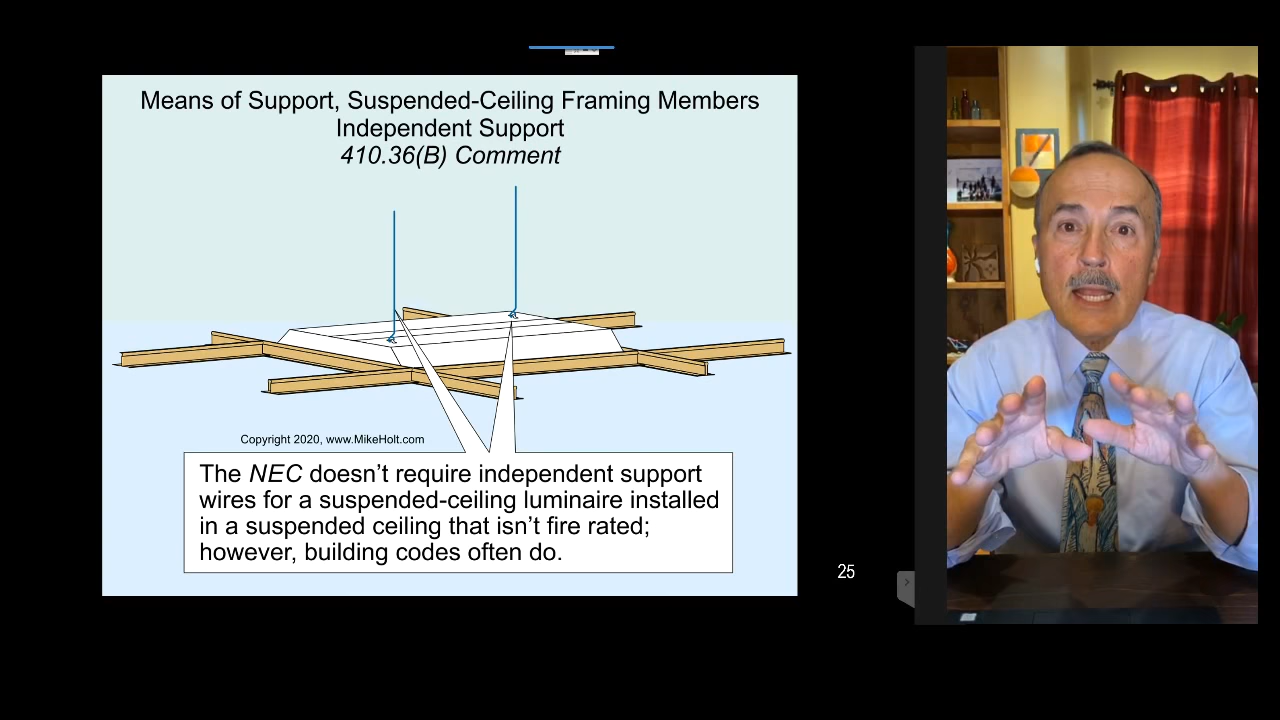 Means of Support, Suspended-Ceiling Framing Members
Independent Support
410.36(B) Comment
Copyright 2020, www.MikeHolt.com
The NEC doesn’t require independent support
wires for a suspended-ceiling luminaire installed
in a suspended ceiling that isn’t fire rated;
however, building codes often do.
25